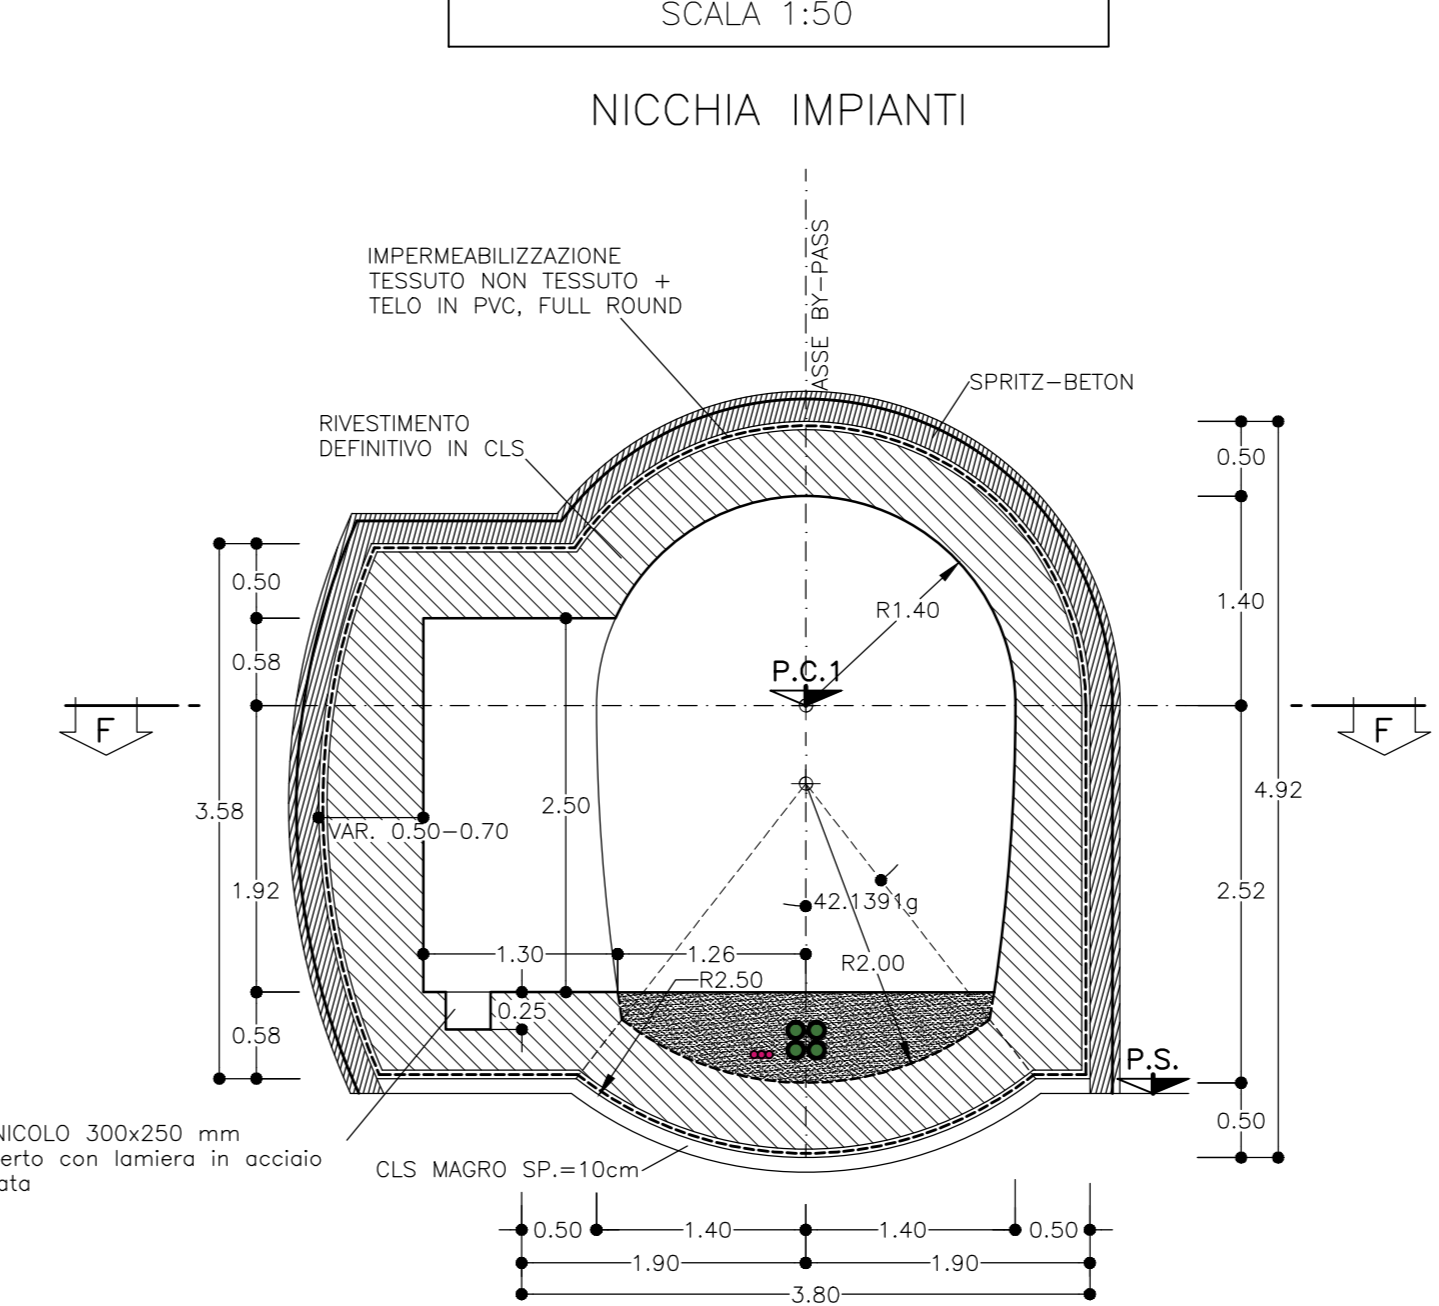 SCALA 1:50
NICCHIA IMPIANTI
ASSE BY-PASS
IMPERMEABILIZZAZIONE
TESSUTO NON TESSUTO +
TELO IN PVC, FULL ROUND
SPRITZ-BETON
RIVESTIMENTO
DEFINITIVO IN CLS
0.50
0.58
1.92
0.58
3.58
F
VAR. 0.50-0.70
2.50
R1.40
P.C.1
42.1391g
R2.00
R2.50
1.30
1.26
0.25
0.50
1.40
2.52
0.50
4.92
F
P.S.
NICOLO 300x250 mm
erto con lamiera in acciaio
ata
CLS MAGRO SP.=10cm
0.50
1.40
1.40
0.50
1.90
1.90
3.80